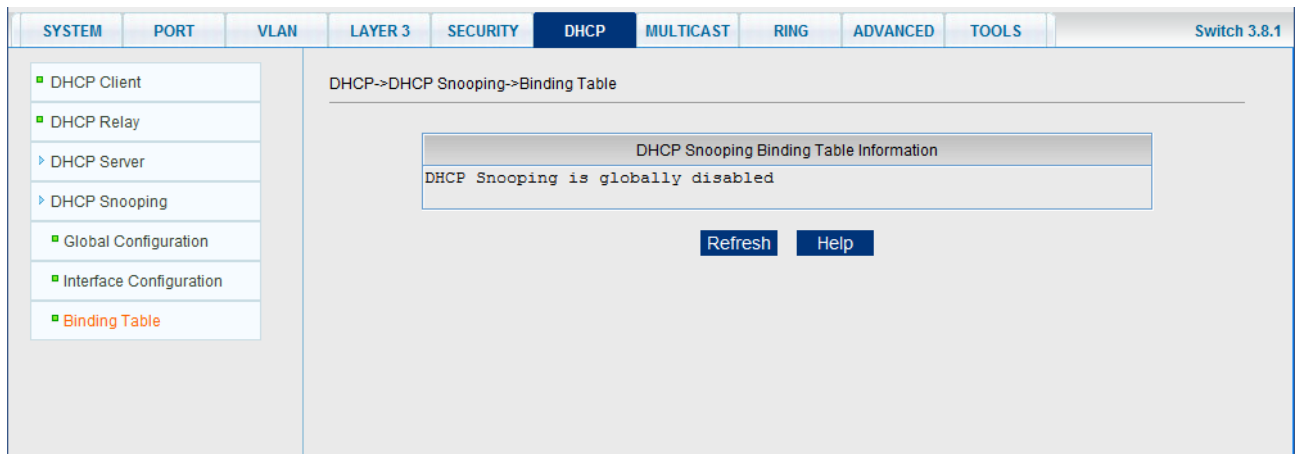 SYSTEM PORT VLAN LAYER 3 SECURITY DHCP MULTICAST RING ADVANCED TOOLS Switch 3.8.1
DHCP Client
DHCP Relay
DHCP Server
DHCP Snooping
Global Configuration
Interface Configuration
Binding Table
DHCP->DHCP Snooping->Binding Table
DHCP Snooping Binding Table Information
DHCP Snooping is globally disabled
Refresh Help